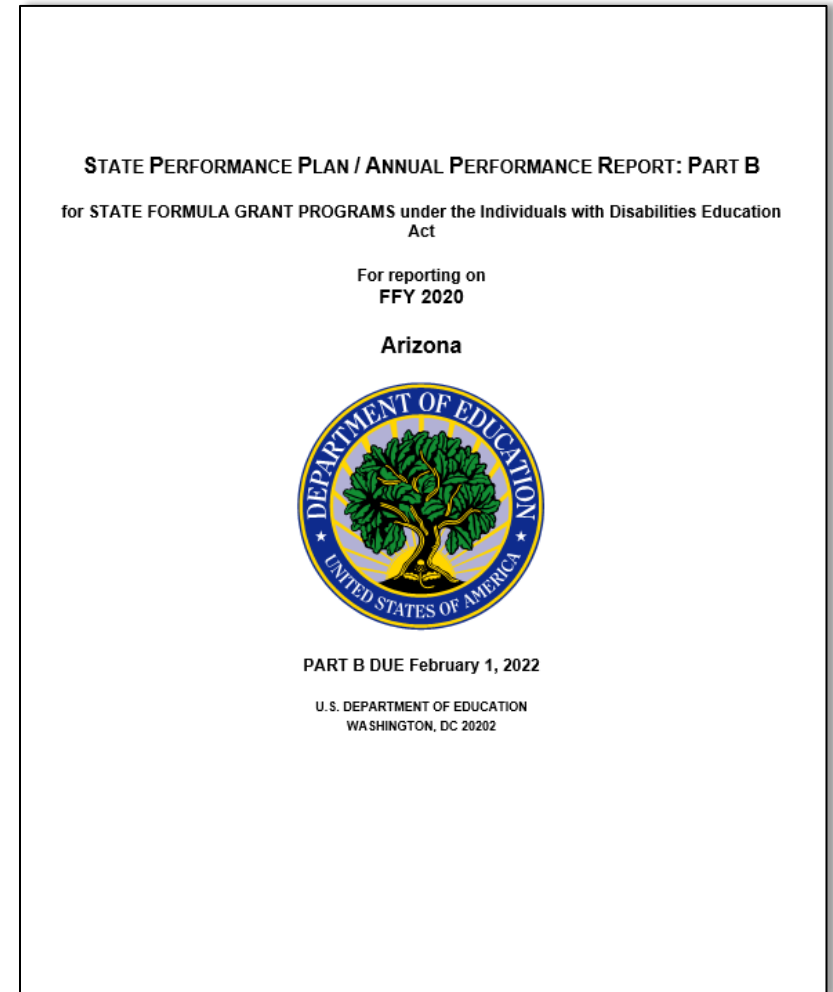 STATE PERFORMANCE PLAN / ANNUAL PERFORMANCE REPORT: PART B
for STATE FORMULA GRANT PROGRAMS under the Individuals with Disabilities Education
Act
For reporting on
FFY 2020
Arizona
DEPARTMENT OF EDUCATION
UNITED STATES OF AMERICA
PART B DUE February 1, 2022
U.S. DEPARTMENT OF EDUCATION
WASHINGTON, DC 20202